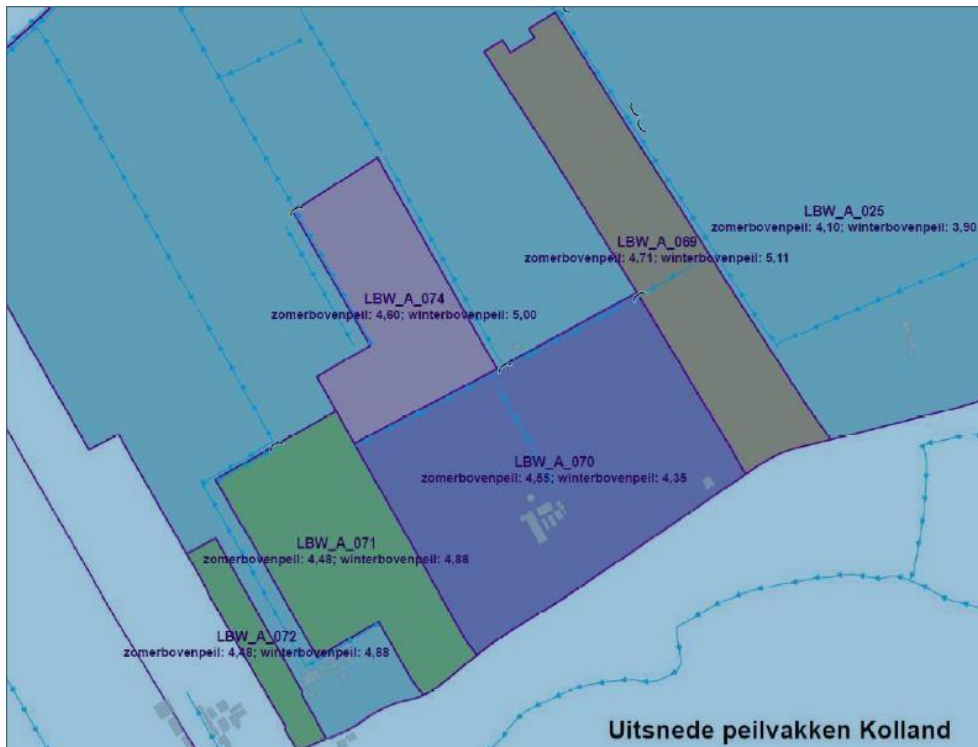 LBW_A_025
zomerbovenpeil: 4,10; winterbovenpeil: 3,90
LBW_A_069
zomerbovenpeil: 4,71; winterbovenpeil: 5,11
LBW_A_074
zomerbovenpeil: 4,60; winterbovenpeil: 5,00
LBW_A_070
zomerbovenpeil: 4,55; winterbovenpeil: 4,35
LBW_A_071
zomerbovenpeil: 4,48; winterbovenpeil: 4,88
LBW_A_072
zomerbovenpeil: 4,48; winterbovenpeil: 4,88
Uitsnede peilvakken Kolland